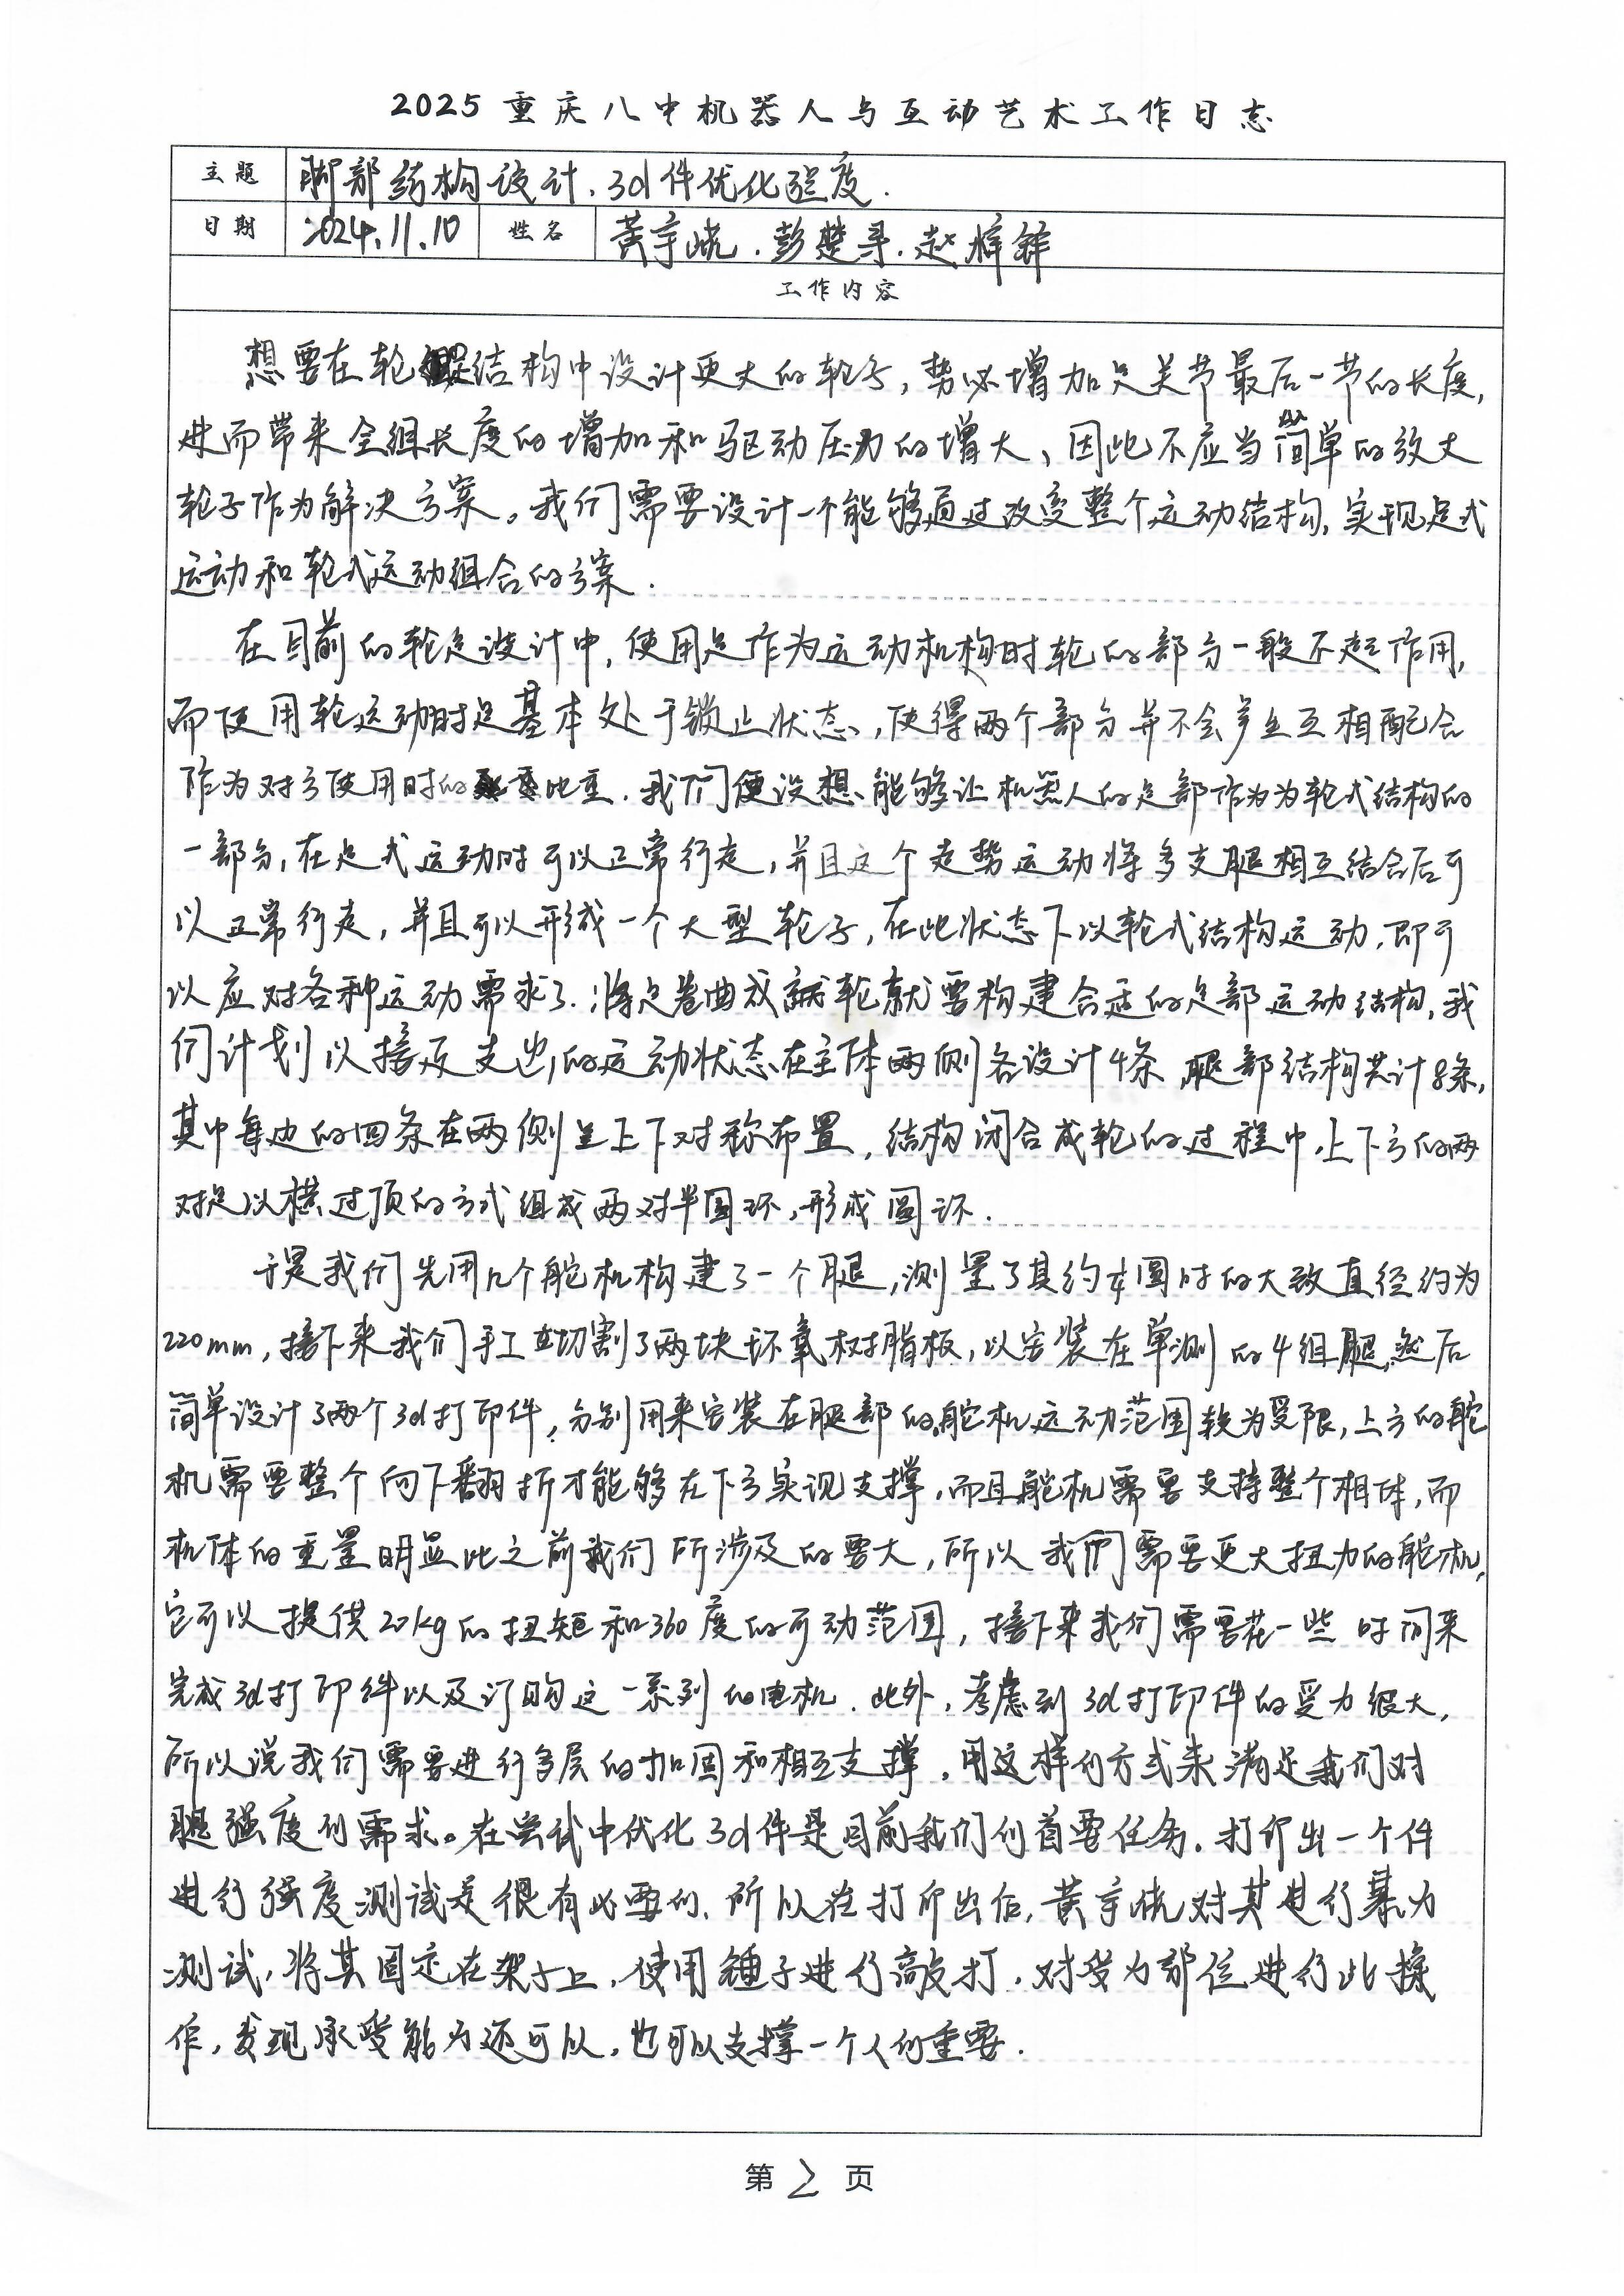 2025重庆八中机器人与互动艺术工作日志
主题 脚部结构设计、3d件优化强度.
日期 2024.11.10 姓名 黄宇 . 彭楚寻. 赵梓
工作内容
想要在轮结构中设计更大的轮子，势必增加足关节最后一节的长度，
进而带来全组长度的增加和驱动压力的增大、因此不应当以简单的放大
轮子作为解决方案。我们需要设计一个能够通过改变整个运动结构，实现足式
运动和轮式运动组合的方案.
在目前的轮足设计中，使用足作为运动机构时轮的部分一般不起作用，
而使用轮运动时足基本处于锁止状态，使得两个部分并不会产生互相配合
作为对方使用时的比重. 我们便设想、能够让机器人的足部作为为轮式结构的
一部分，在足式运动时可以正常行走，并且这个走势运动将多支腿相互结合后可
以正常行走，并且可以形成一个大型轮子，在此状态下以轮式结构运动，即可
以应对各种运动需求了.将足卷曲成轮就要构建合适的足部运动结构，我
们计划以接近支出的运动状态在主体两侧各设计4条 腿部结构共计8条，
其中每边的四条在两侧呈上下对称布置，结构闭合成轮的过程中，上下方的两
对足以横过顶的方式组成两对半圆环，形成圆环.
于是我们先用几个舵机构建了一个腿，测量了其约圆时的大致直径约为
220mm，接下来我们手工切割了两块环氧树脂板，以安装在单测的4组腿，然后
简单设计了两个3d打印件，分别用来安装在腿部的舵机运动范围较为受限，上方的舵
机需要整个向下翻折才能够在下方实现支撑，而且舵机需要支持整个相体，而
机体的重量明显比之前我们所涉及的要大，所以我们需要更大扭力的舵机，
它可以提供20kg的扭矩和360度的可动范围，接下来我们需要花一些时间来
完成3d打印件以及订购这一系列的电机. 此外，考虑到3d打印件的受力很大，
所以说我们需要进行多层的加固和相互支撑，用这样的方式来满足我们对
腿强度的需求。在尝试中优化3d件是目前我们的首要任务. 打印出一个件
进行强度测试是很有必要的、所以在打印出后，黄宇对其进行暴力
测试，将其固定在架子上，使用锤子进行敲打，对受力部位进行此操
作，发现承受能力还可以，也可以支撑一个人的重要.
第 2 页